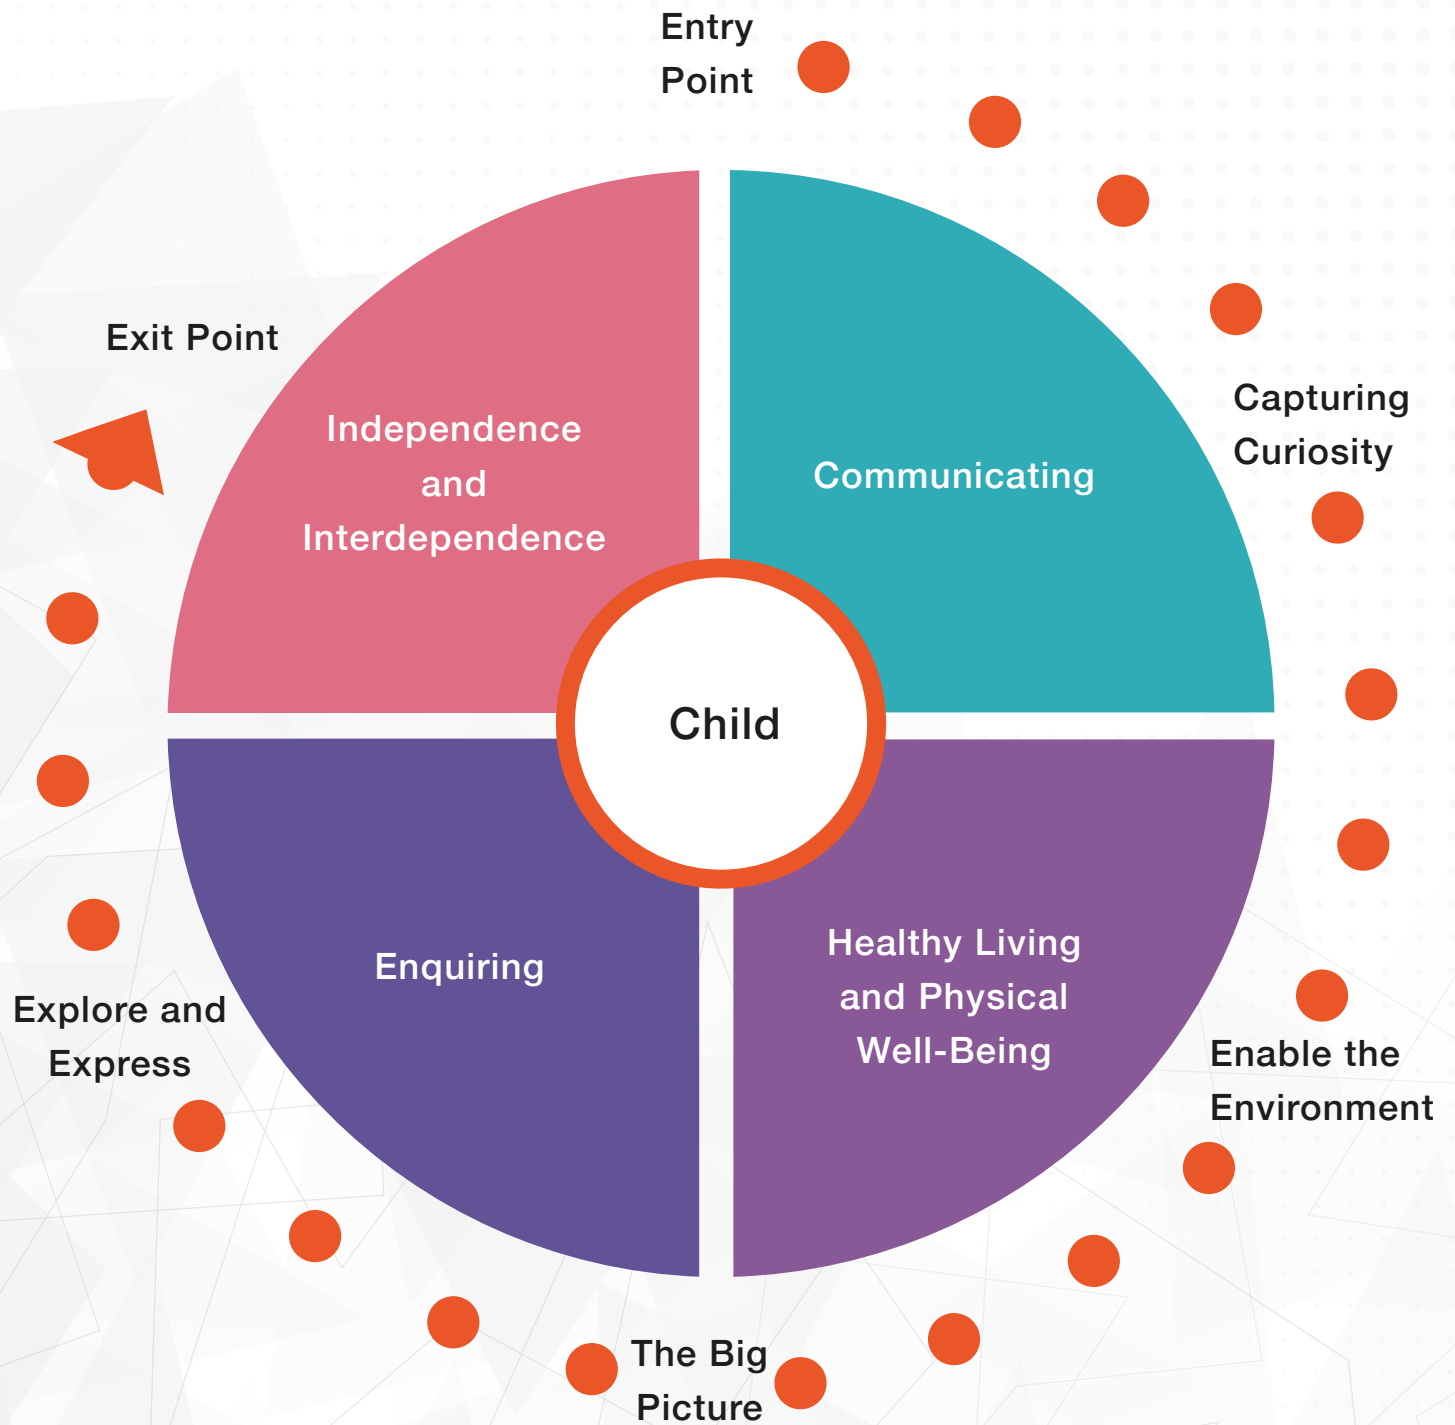 Entry
Point
Exit Point
Capturing
Curiosity
Independence
and
Interdependence
Communicating
Child
Enquiring
Healthy Living
and Physical
Well-Being
Explore and
Express
Enable the
Environment
The Big
Picture